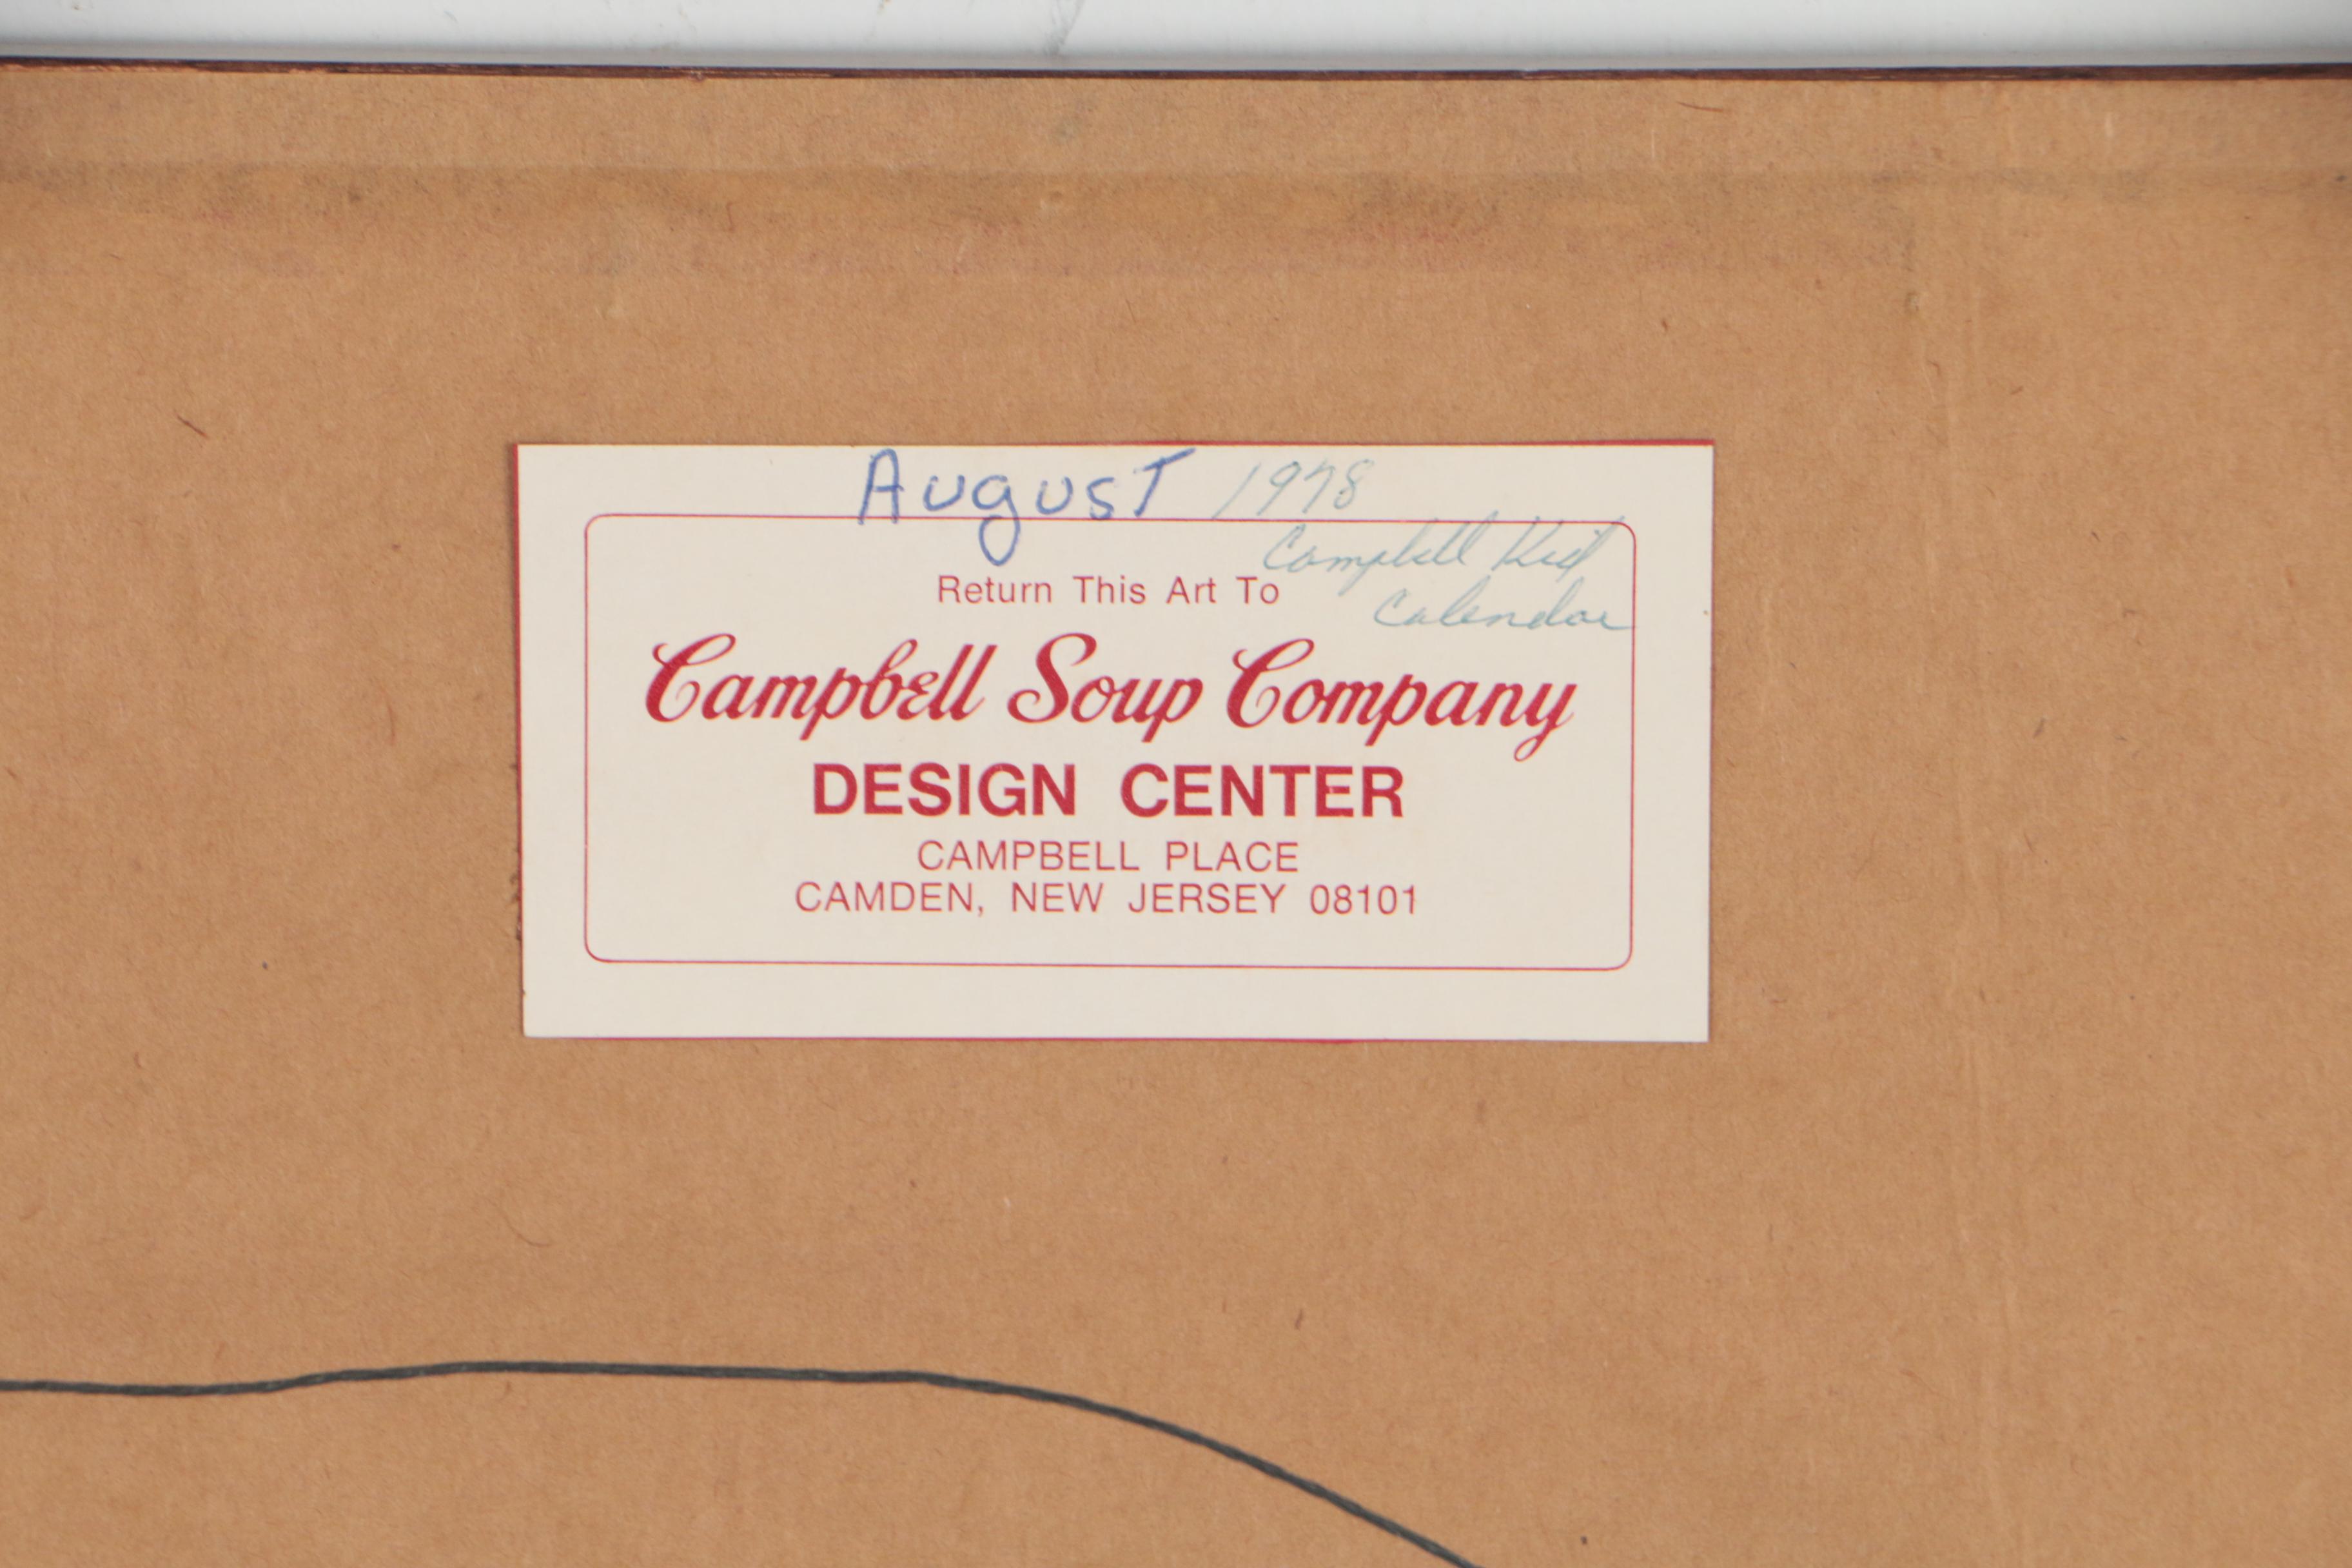 August 1978
Campbell Kid
Calendar
Return This Art To
Campbell Soup Company
DESIGN CENTER
CAMPBELL PLACE
CAMDEN, NEW JERSEY 08101